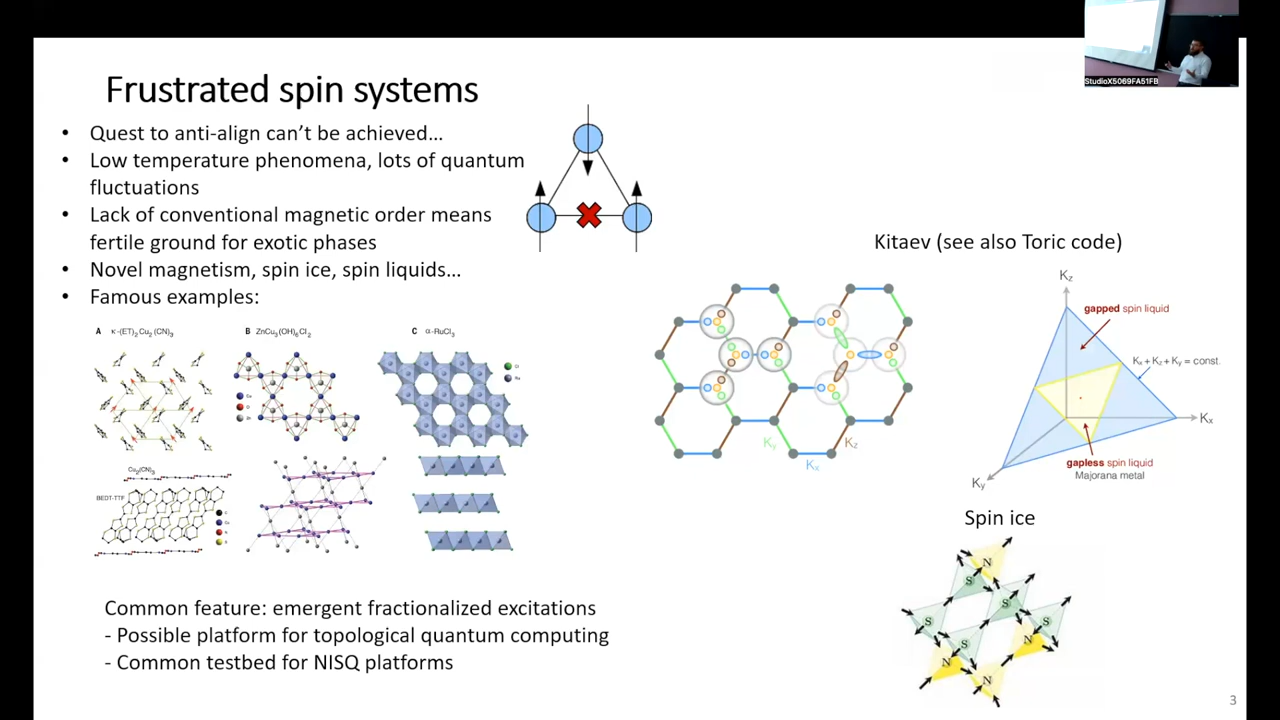 StudioX5069FA51FB
Frustrated spin systems
• Quest to anti-align can't be achieved…
• Low temperature phenomena, lots of quantum
fluctuations
• Lack of conventional magnetic order means
fertile ground for exotic phases
• Novel magnetism, spin ice, spin liquids…
• Famous examples:
A κ-(ET)₂Cu₂(CN)₃
B ZnCu₃(OH)₆Cl₂
C α-RuCl₃
Cu₂(CN)₃
BEDT-TTF
Kitaev (see also Toric code)
Ky
Kx
Kz
Kz
gapped spin liquid
Kx + Kz + Ky = const.
Kx
gapless spin liquid
Majorana metal
Ky
Spin ice
N
S
S
S
S
S
N
N
N
Common feature: emergent fractionalized excitations
- Possible platform for topological quantum computing
- Common testbed for NISQ platforms
3